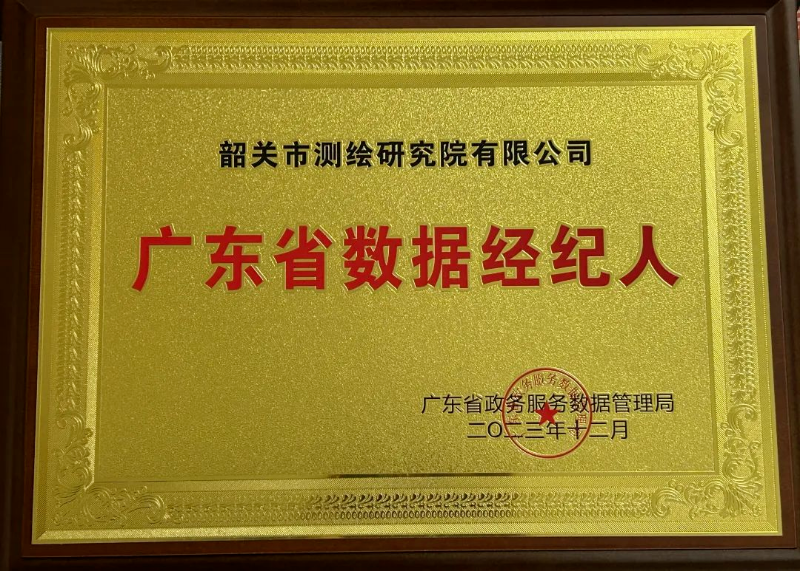 韶关市测绘研究院有限公司
广东省数据经纪人
广东省政务服务数据管理局
二〇二三年十二月